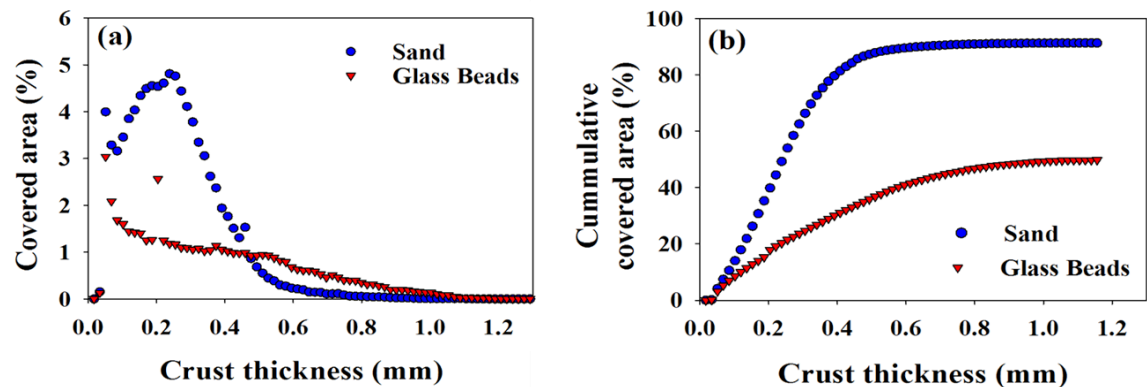 (a)
Sand
Glass Beads
Covered area (%)
6
5
4
3
2
1
0
0.0 0.2 0.4 0.6 0.8 1.0 1.2
Crust thickness (mm)
(b)
Sand
Glass Beads
Cummulative
covered area (%)
100
80
60
40
20
0
0.0 0.2 0.4 0.6 0.8 1.0 1.2
Crust thickness (mm)